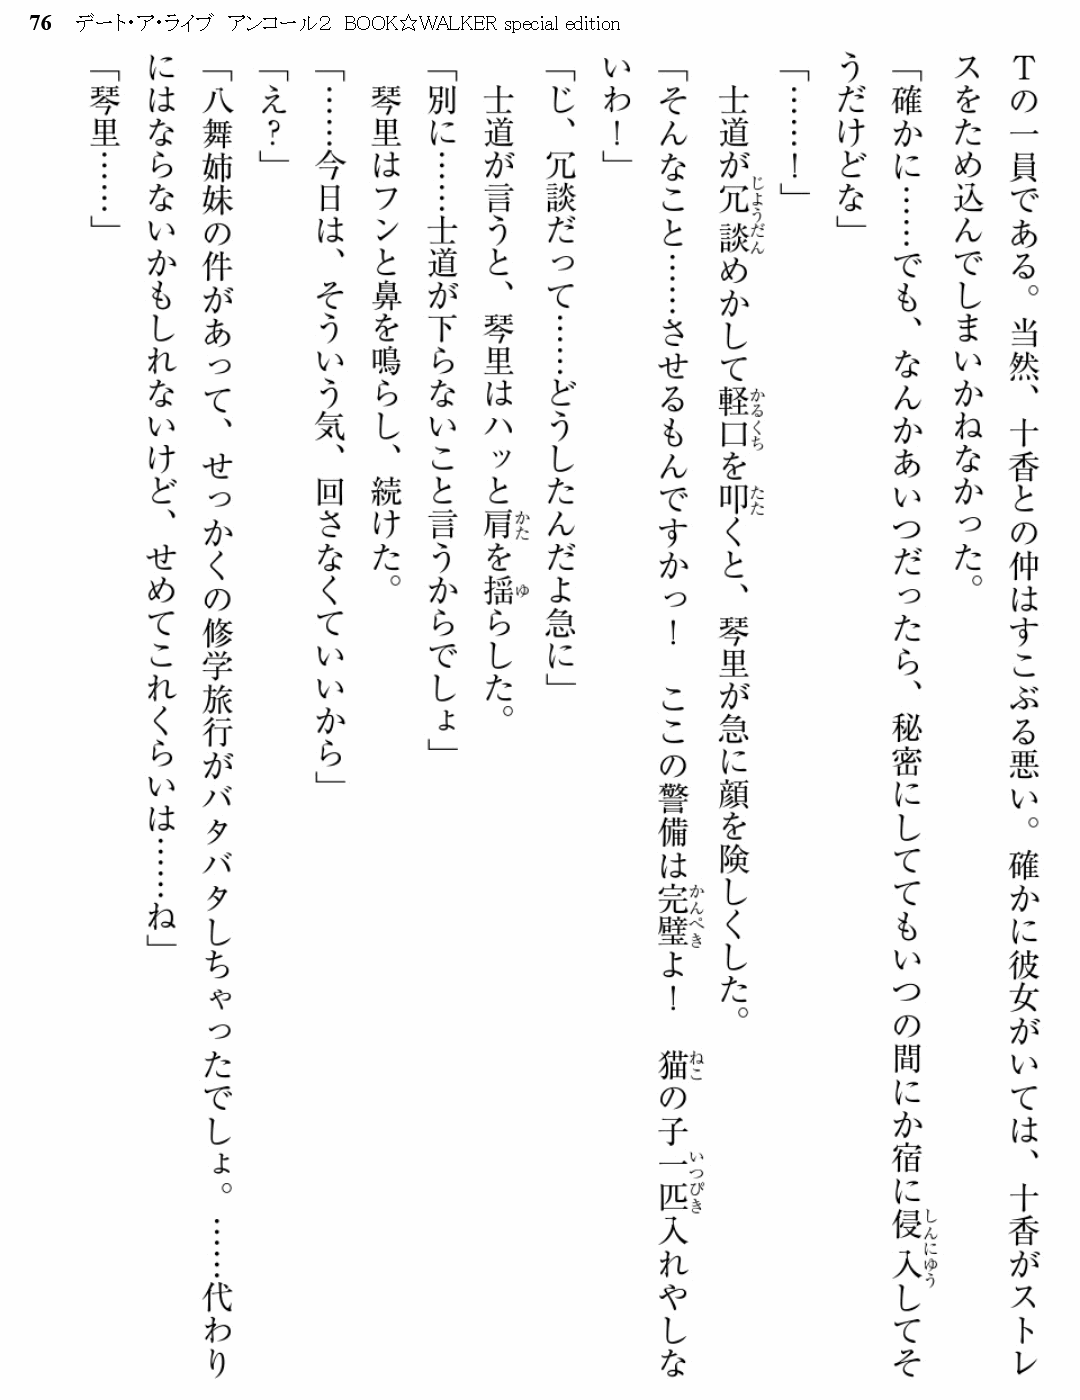 76 デート・ア・ライブ アンコール2 BOOK☆WALKER special edition
Tの一員である。当然、十香との仲はすこぶる悪い。確かに彼女がいては、十香がストレ
スをため込んでしまいかねなかった。
「確かに……でも、なんかあいつだったら、秘密にしててもいつの間にか宿に侵入してそ
うだけどな」
「……！」
士道が冗談めかして軽口を叩くと、琴里が急に顔を険しくした。
「そんなこと……させるもんですかっ！　ここの警備は完璧よ！　猫の子一匹入れやしな
いわ！」
「じ、冗談だって……どうしたんだよ急に」
士道が言うと、琴里はハッと肩を揺らした。
「別に……士道が下らないこと言うからでしょ」
琴里はフンと鼻を鳴らし、続けた。
「……今日は、そういう気、回さなくていいから」
「え？」
「八舞姉妹の件があって、せっかくの修学旅行がバタバタしちゃったでしょ。……代わり
にはならないかもしれないけど、せめてこれくらいは……ね」
「琴里……」